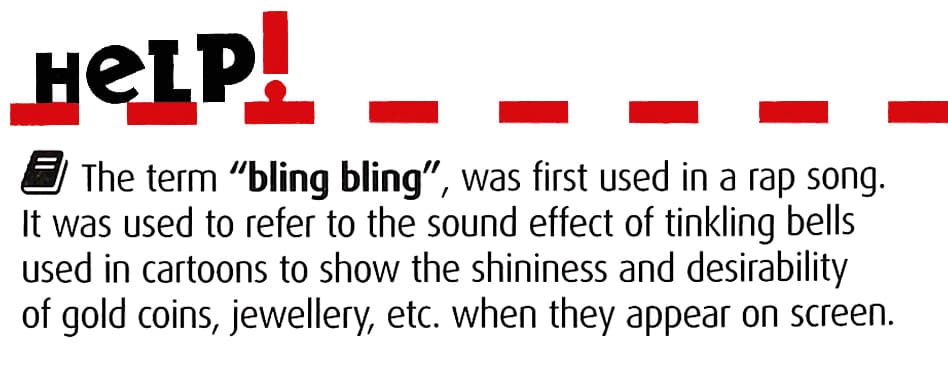 HeLP!
The term “bling bling”, was first used in a rap song.
It was used to refer to the sound effect of tinkling bells
used in cartoons to show the shininess and desirability
of gold coins, jewellery, etc. when they appear on screen.